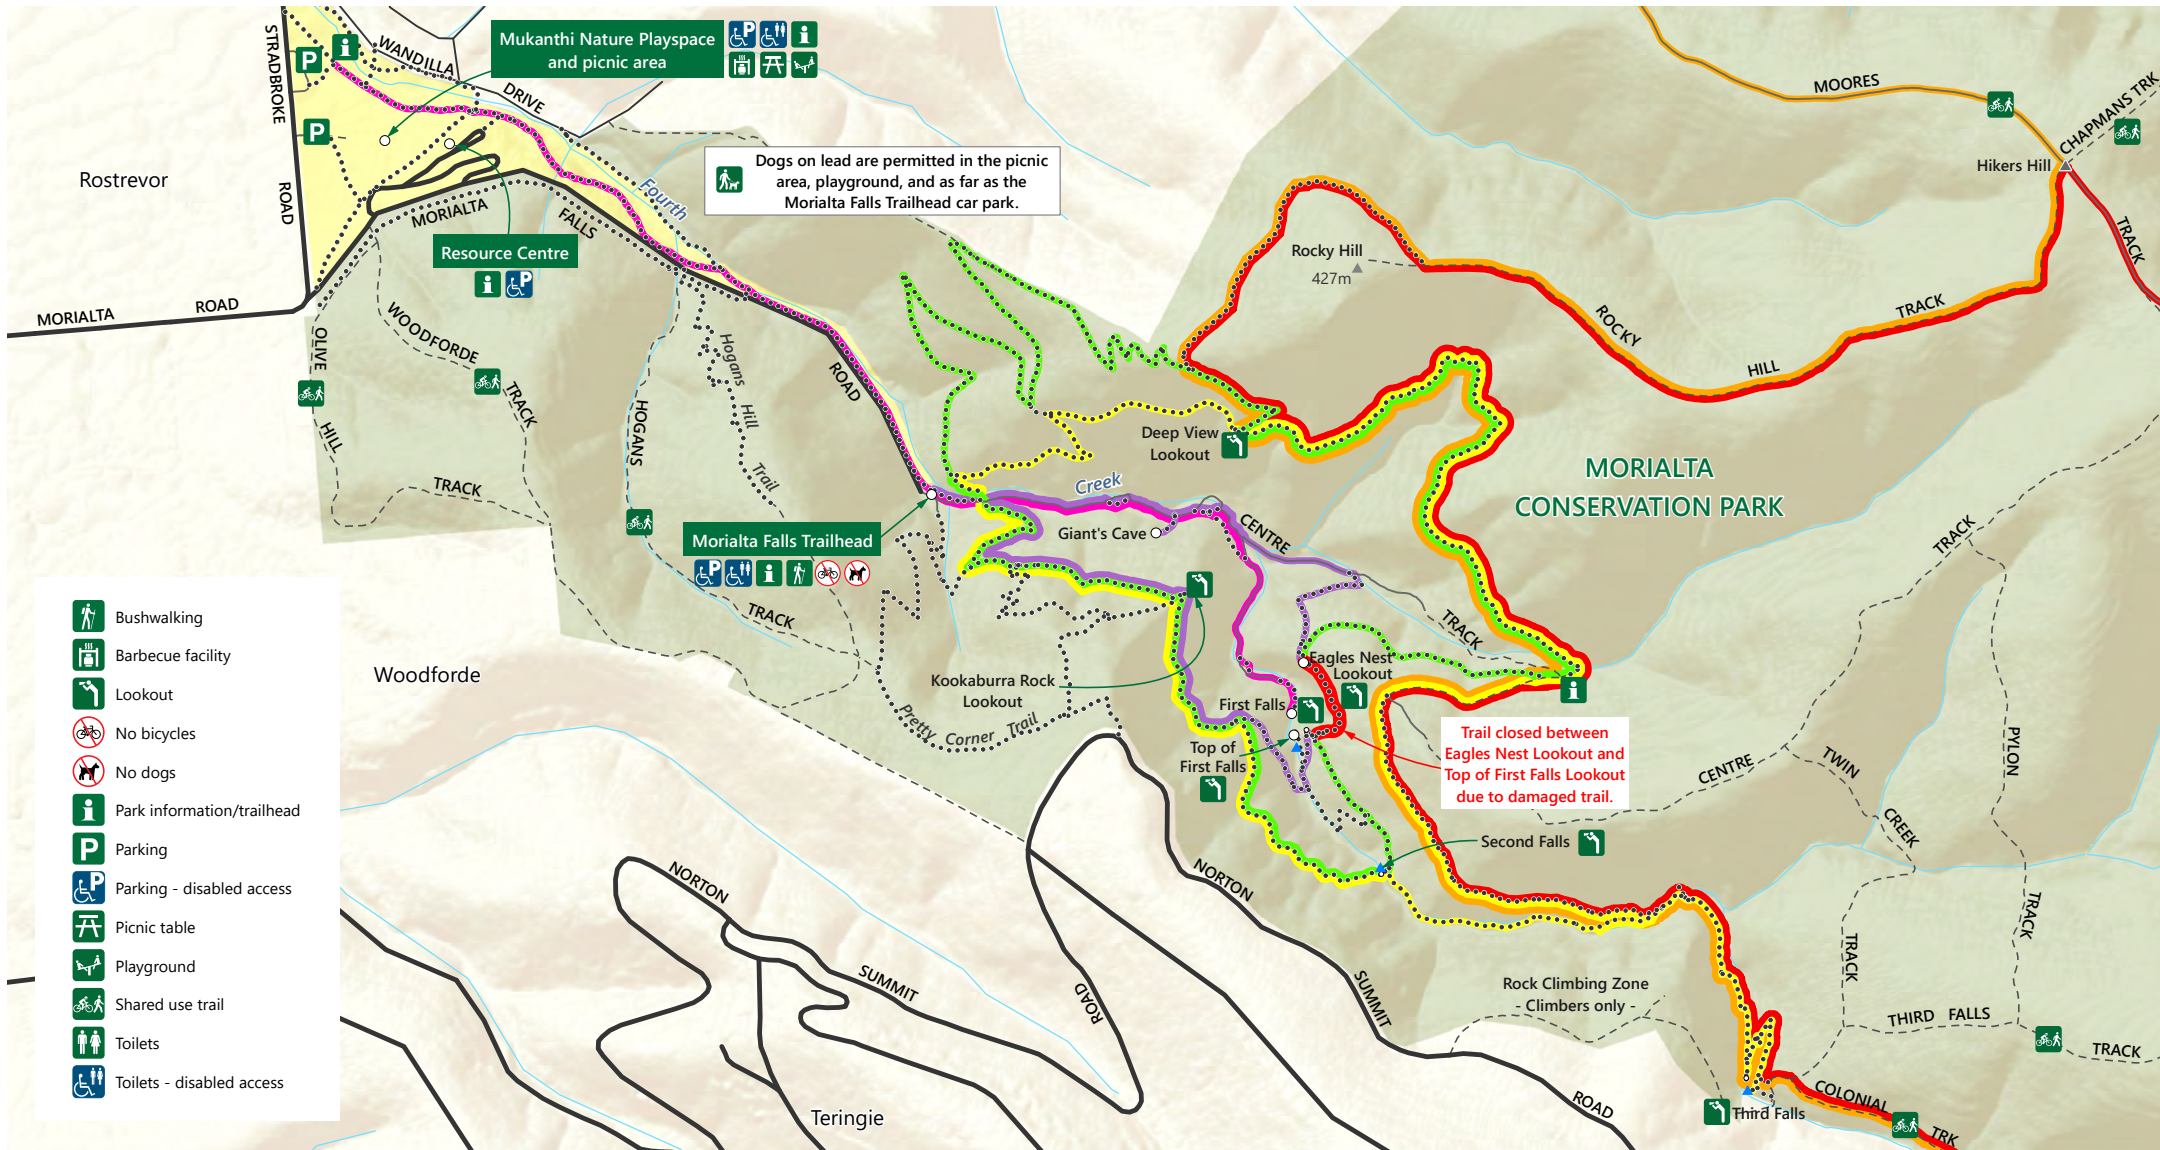 STRADBROKE
ROAD
WANDILLA
DRIVE
Mukanthi Nature Playspace
and picnic area
P
P
Rostrevor
MORIALTA
FALLS
ROAD
Fourth
Creek
Resource Centre
Dogs on lead are permitted in the picnic
area, playground, and as far as the
Morialta Falls Trailhead car park.
MOORES
TRACK
CHAPMANS TRK
Hikers Hill
Rocky Hill
427m
ROCKY
HILL
TRACK
MORIALTA
ROAD
OLIVE
HILL
TRACK
WOODFORDE
TRACK
HOGANS
TRACK
Hogans
Hill
Trail
Deep View
Lookout
MORIALTA
CONSERVATION PARK
Giant's Cave
CENTRE
TRACK
Morialta Falls Trailhead
Eagles Nest
Lookout
Kookaburra Rock
Lookout
Pretty
Corner
Trail
First Falls
Top of
First Falls
Trail closed between
Eagles Nest Lookout and
Top of First Falls Lookout
due to damaged trail.
Second Falls
CENTRE
TRACK
TWIN
CREEK
TRACK
PYLON
TRACK
Rock Climbing Zone
- Climbers only -
THIRD FALLS
TRACK
Third Falls
COLONIAL
TRK
Woodforde
NORTON
SUMMIT
ROAD
NORTON
SUMMIT
ROAD
Teringie
Bushwalking
Barbecue facility
Lookout
No bicycles
No dogs
Park information/trailhead
P
Parking
P
Parking - disabled access
Picnic table
Playground
Shared use trail
Toilets
Toilets - disabled access